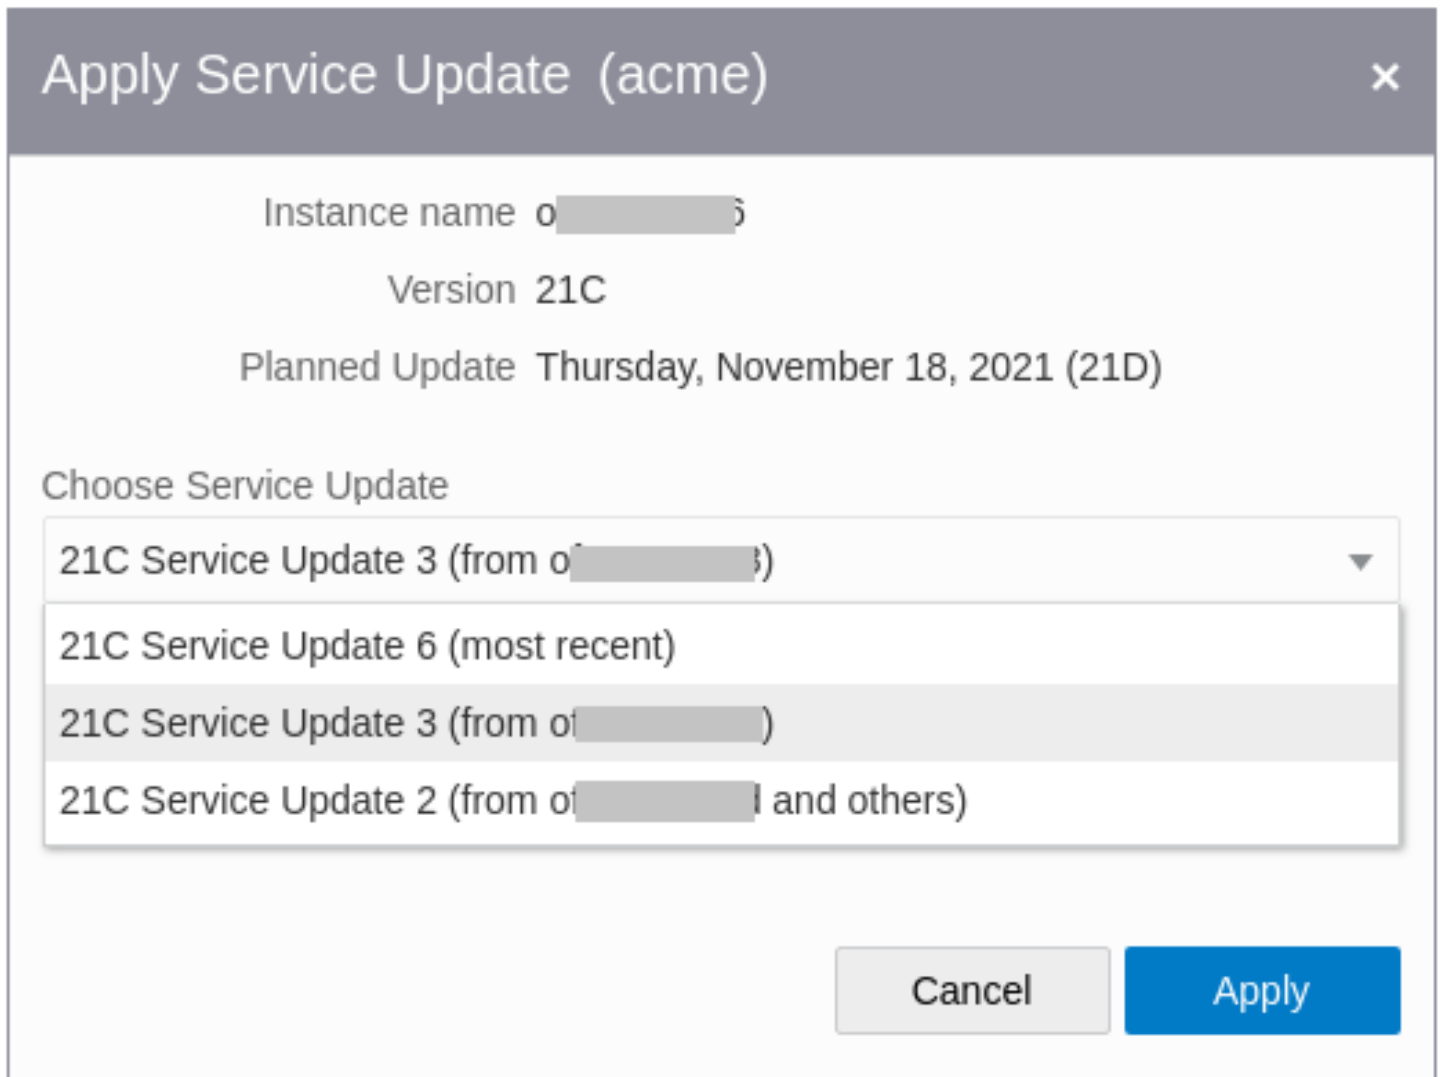 Apply Service Update (acme)
Instance name
Version 21C
Planned Update Thursday, November 18, 2021 (21D)
Choose Service Update
21C Service Update 3 (from
21C Service Update 6 (most recent)
21C Service Update 3 (from
21C Service Update 2 (from and others)
Cancel
Apply